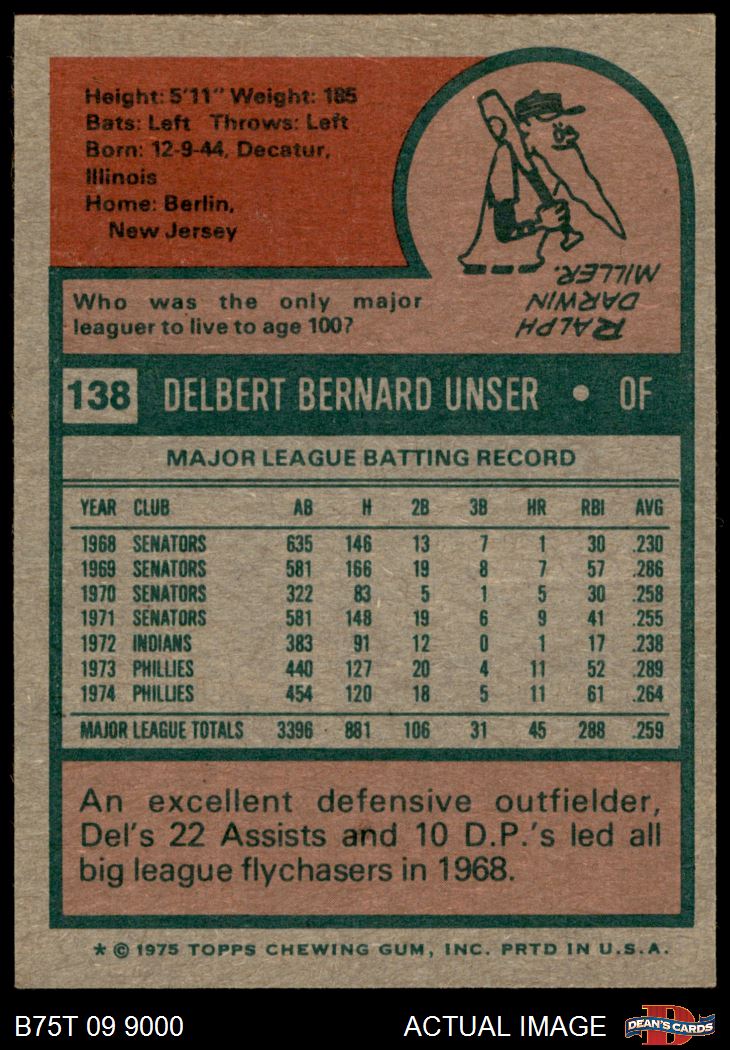 Height: 5'11" Weight: 185
Bats: Left Throws: Left
Born: 12-9-44, Decatur,
Illinois
Home: Berlin,
New Jersey
Who was the only major
leaguer to live to age 100?
RALPH
DARWIN
MILLER.
138 DELBERT BERNARD UNSER • OF
MAJOR LEAGUE BATTING RECORD
YEAR CLUB AB H 2B 3B HR RBI AVG
1968 SENATORS 635 146 13 7 1 30 .230
1969 SENATORS 581 166 19 8 7 57 .286
1970 SENATORS 322 83 5 1 5 30 .258
1971 SENATORS 581 148 19 6 9 41 .255
1972 INDIANS 383 91 12 0 1 17 .238
1973 PHILLIES 440 127 20 4 11 52 .289
1974 PHILLIES 454 120 18 5 11 61 .264
MAJOR LEAGUE TOTALS 3396 881 106 31 45 288 .259
An excellent defensive outfielder,
Del's 22 Assists and 10 D.P.'s led all
big league flychasers in 1968.
* © 1975 TOPPS CHEWING GUM, INC. PRTD IN U.S.A.
B75T 09 9000 ACTUAL IMAGE
D
DEAN'S CARDS